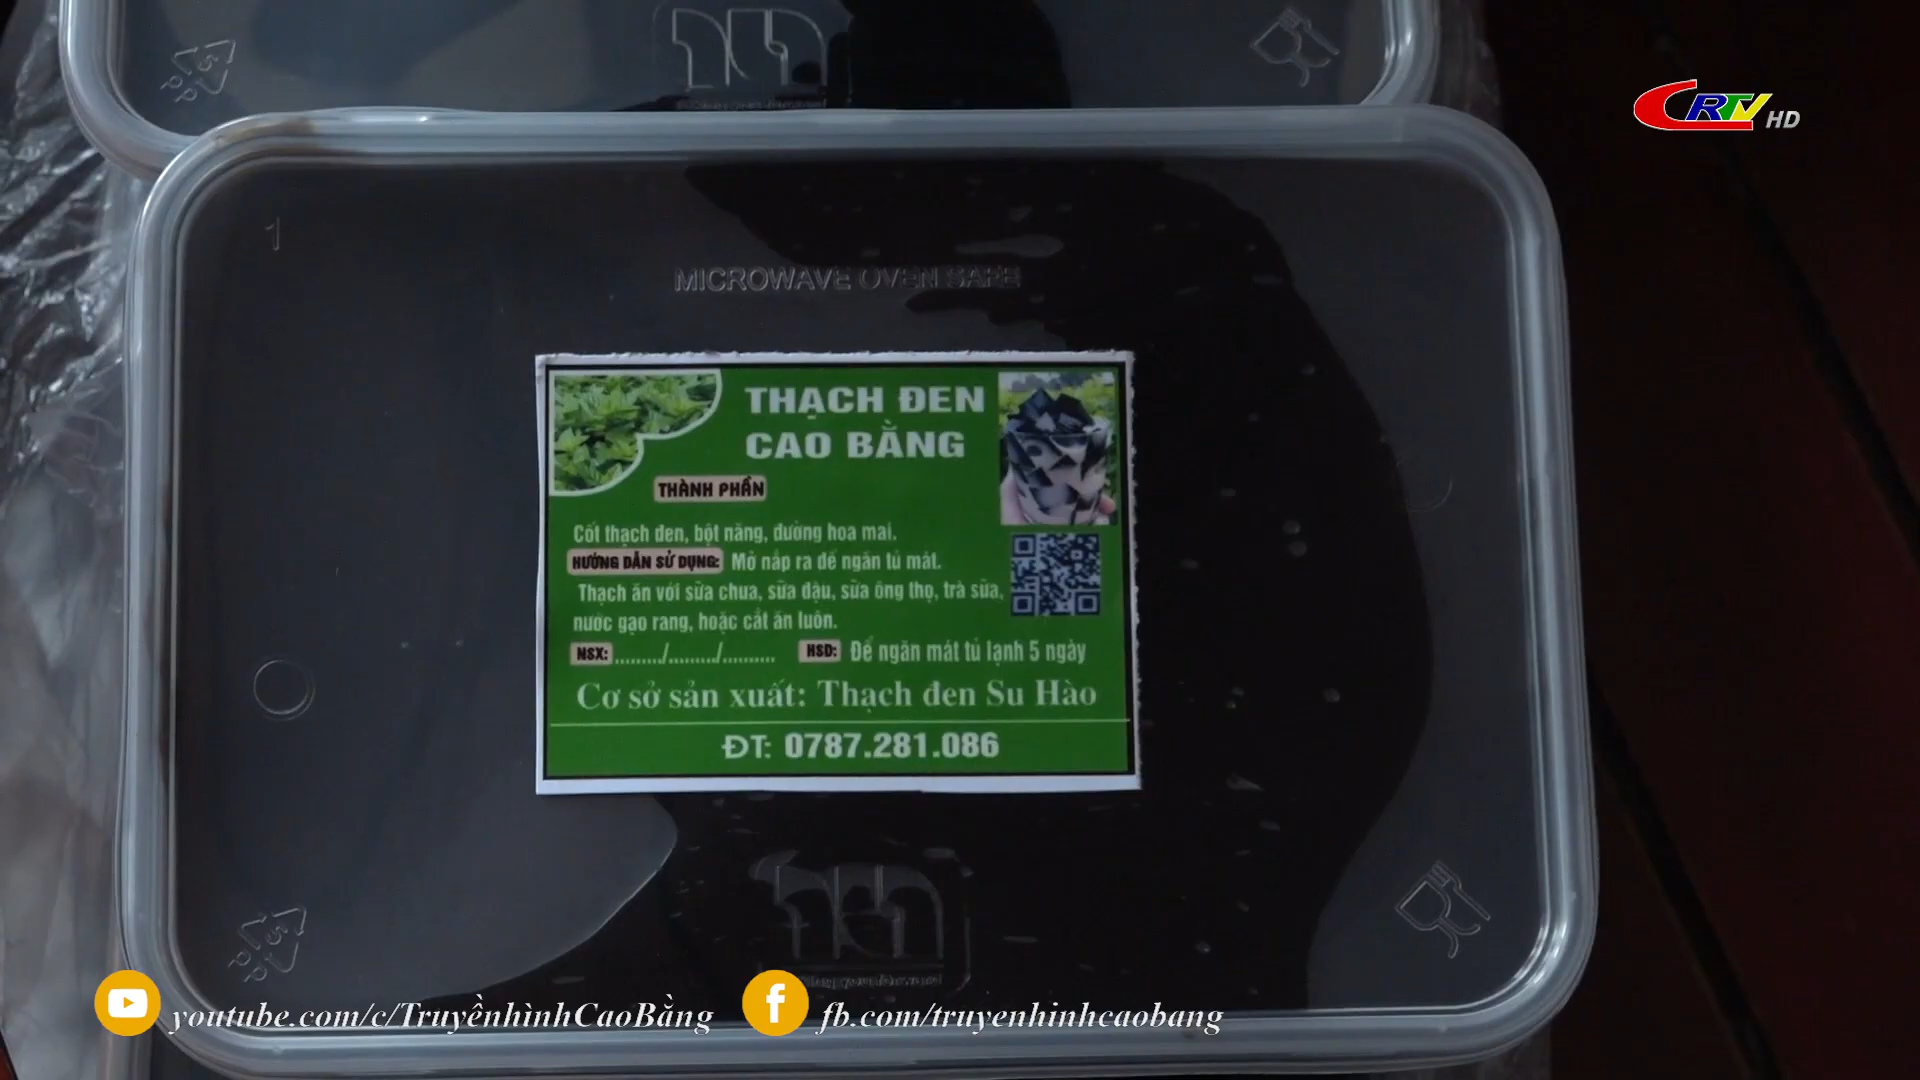 CRTV HD
1
MICROWAVE OVEN SAFE
THẠCH ĐEN
CAO BẰNG
THÀNH PHẦN
Cốt thạch đen, bột năng, đường hoa mai.
HƯỚNG DẪN SỬ DỤNG: Mở nắp ra để ngăn tủ mát.
Thạch ăn với sữa chua, sữa đậu, sữa ông thọ, trà sữa,
nước gạo rang, hoặc cắt ăn luôn.
NSX: ......../......../......... HSD: Để ngăn mát tủ lạnh 5 ngày
Cơ sở sản xuất: Thạch đen Su Hào
ĐT: 0787.281.086
5
PP
youtube.com/c/TruyềnhìnhCaoBằng
fb.com/truyenhinhcaobang